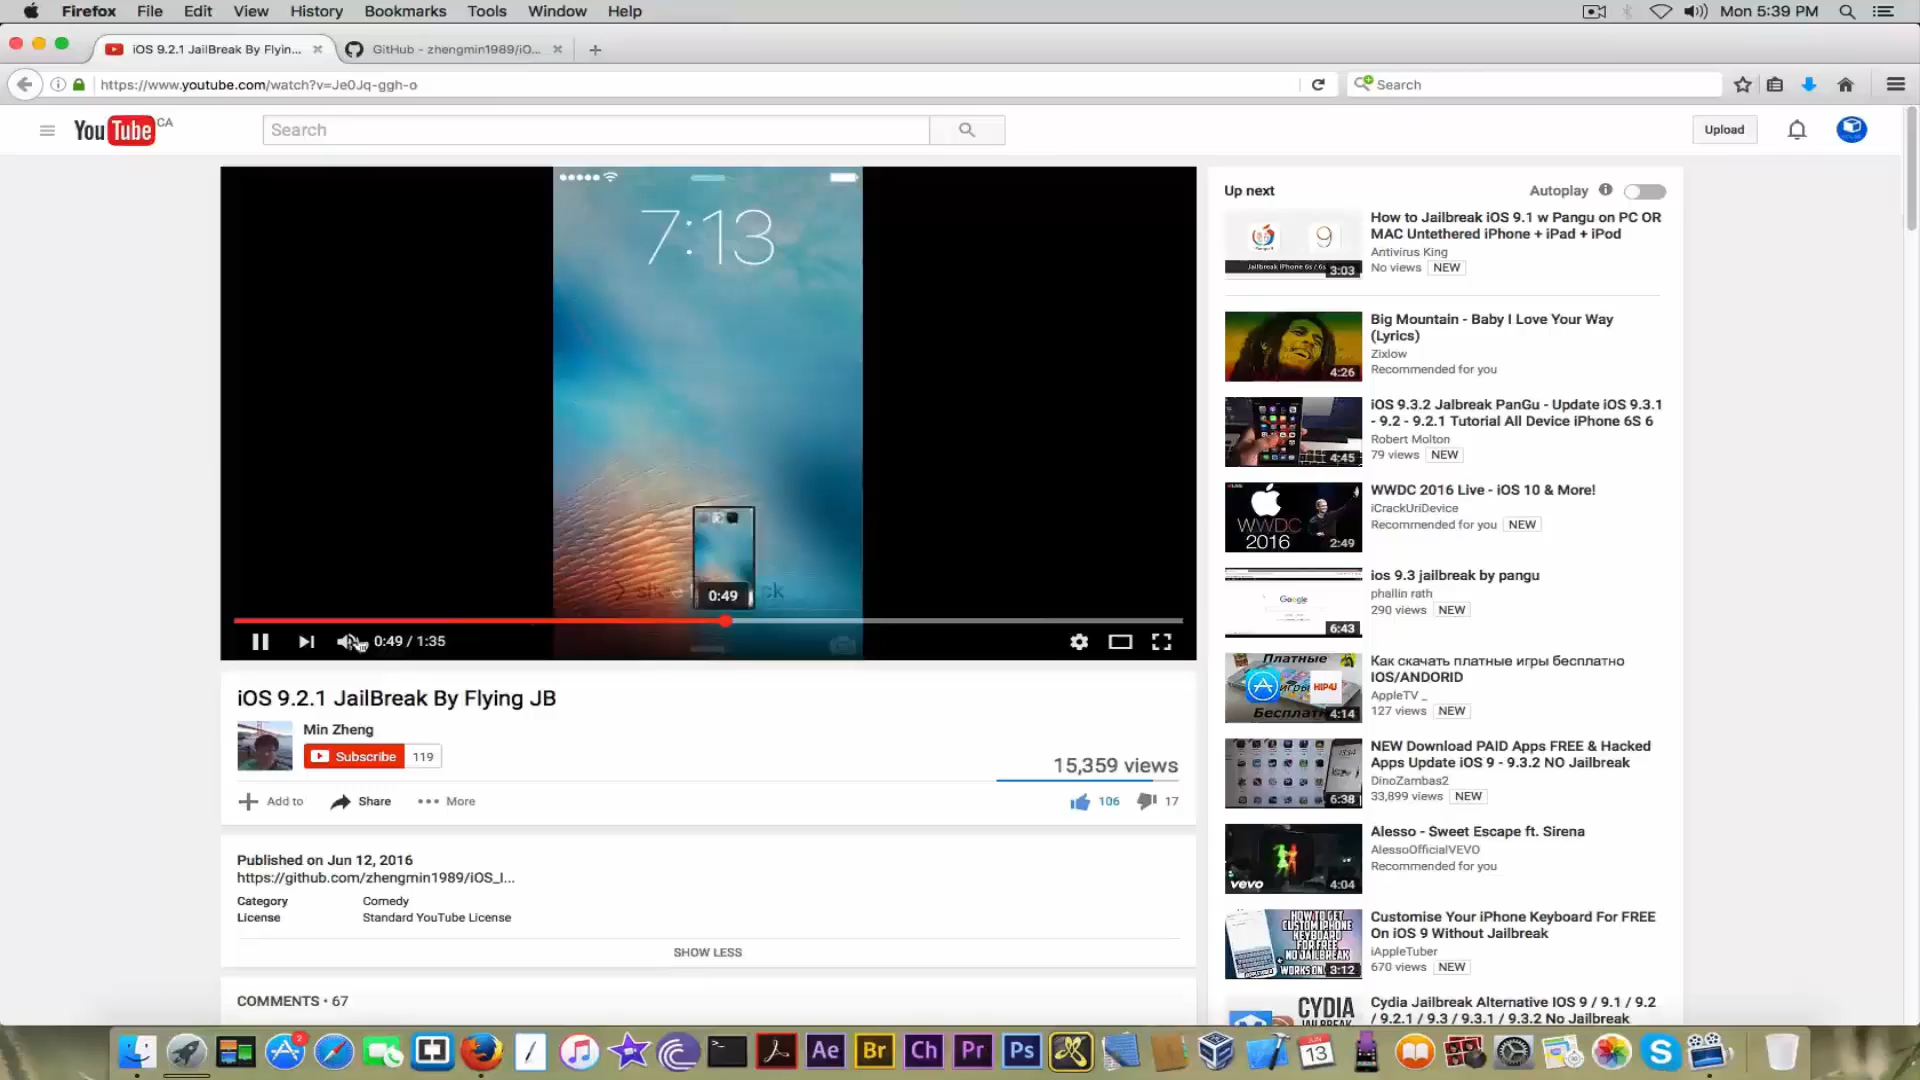 Firefox File Edit View History Bookmarks Tools Window Help
Mon 5:39 PM
iOS 9.2.1 JailBreak By Flyin...
GitHub - zhengmin1989/iO...
https://www.youtube.com/watch?v=Je0Jq-ggh-o
Search
YouTube CA
Search
Upload
7:13
0:49
0:49 / 1:35
iOS 9.2.1 JailBreak By Flying JB
Min Zheng
Subscribe 119
15,359 views
Add to Share More
106 17
Published on Jun 12, 2016
https://github.com/zhengmin1989/iOS_I...
Category Comedy
License Standard YouTube License
SHOW LESS
COMMENTS • 67
Up next
Autoplay
How to Jailbreak iOS 9.1 w Pangu on PC OR
MAC Untethered iPhone + iPad + iPod
Antivirus King
No views NEW
3:03
Big Mountain - Baby I Love Your Way
(Lyrics)
Zixlow
Recommended for you
4:26
iOS 9.3.2 Jalbreak PanGu - Update iOS 9.3.1
- 9.2 - 9.2.1 Tutorial All Device iPhone 6S 6
Robert Molton
79 views NEW
4:45
WWDC 2016 Live - iOS 10 & More!
iCrackUriDevice
Recommended for you NEW
WWDC
2016
2:49
ios 9.3 jailbreak by pangu
phallin rath
290 views NEW
Google
6:43
Как скачать платные игры бесплатно
IOS/ANDORID
AppleTV _
127 views NEW
Платные
игры
HIP4U
Бесплат
4:14
NEW Download PAID Apps FREE & Hacked
Apps Update iOS 9 - 9.3.2 NO Jailbreak
DinoZambas2
33,899 views NEW
6:38
Alesso - Sweet Escape ft. Sirena
AlessoOfficialVEVO
Recommended for you
vevo
4:04
Customise Your iPhone Keyboard For FREE
On iOS 9 Without Jailbreak
iAppleTuber
670 views NEW
HOW TO GET
CUSTOM IPHONE
KEYBOARD
FOR FREE
NO JAILBREAK
WORKS ON
3:12
Cydia Jailbreak Alternative IOS 9 / 9.1 / 9.2
/ 9.2.1 / 9.3 / 9.3.1 / 9.3.2 No Jailbreak
CYDIA
2
Ae Br Ch Pr Ps
JUN
13